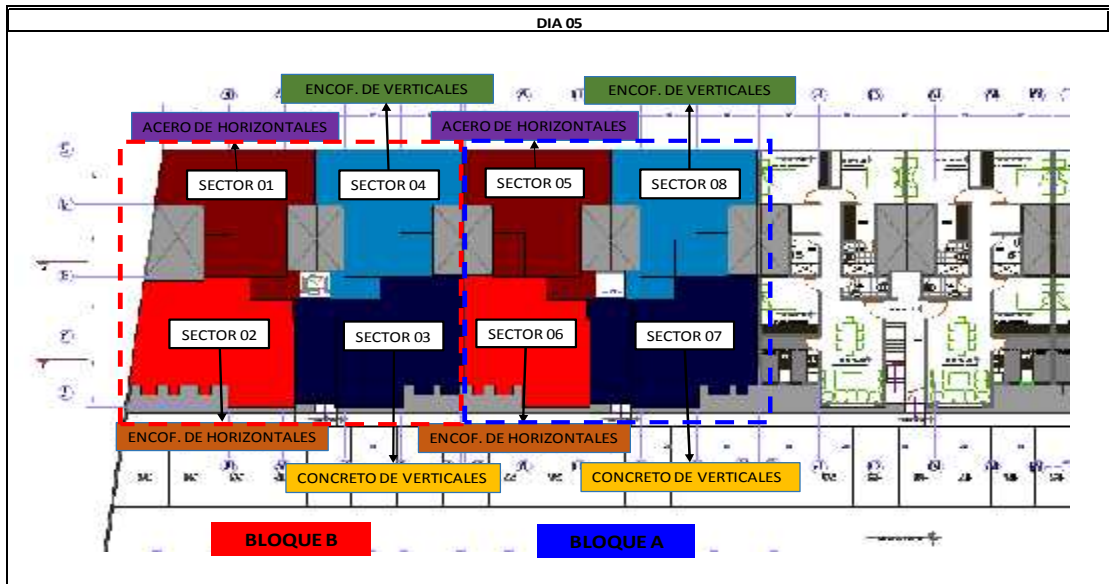 DIA 05
ENCOF. DE VERTICALES
ENCOF. DE VERTICALES
ACERO DE HORIZONTALES
ACERO DE HORIZONTALES
SECTOR 01
SECTOR 04
SECTOR 05
SECTOR 08
SECTOR 02
SECTOR 03
SECTOR 06
SECTOR 07
ENCOF. DE HORIZONTALES
ENCOF. DE HORIZONTALES
CONCRETO DE VERTICALES
CONCRETO DE VERTICALES
BLOQUE B
BLOQUE A